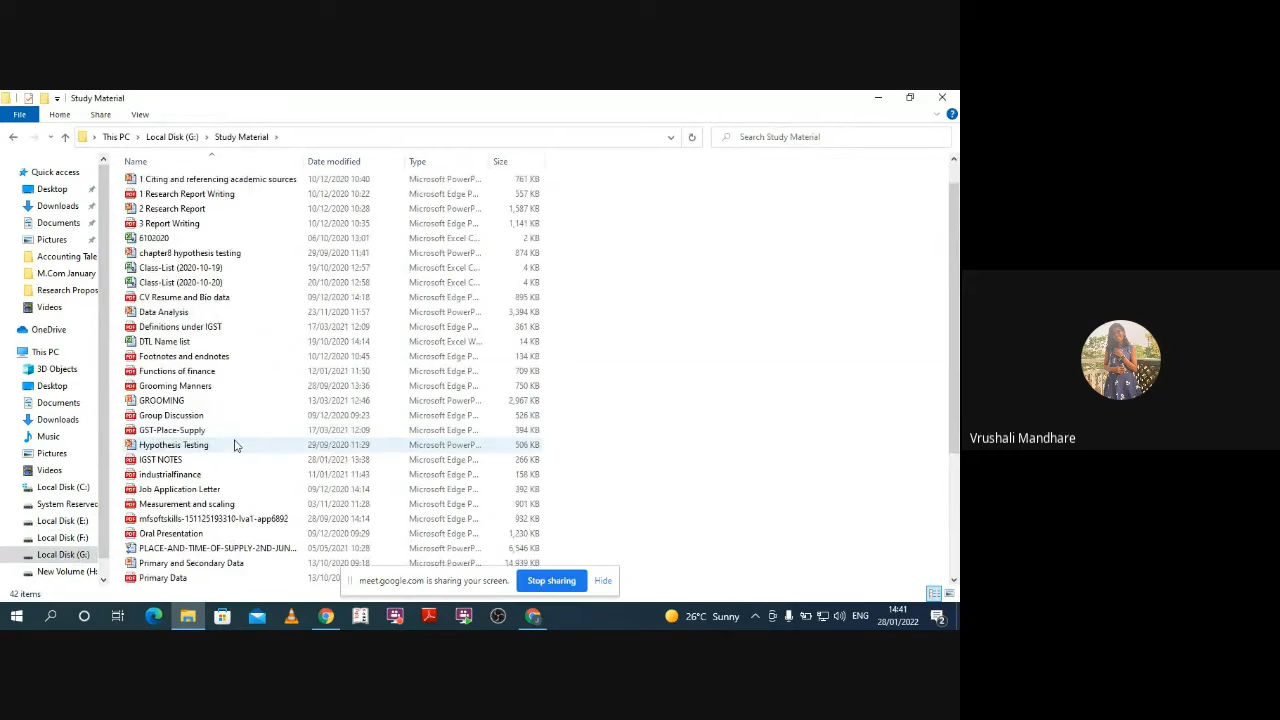 Study Material
File Home Share View
This PC Local Disk (G:) Study Material Search Study Material
Name Date modified Type Size
Quick access
Desktop
Downloads
Documents
Pictures
Accounting Tale
M.Com January
Research Propos
Videos
OneDrive
This PC
3D Objects
Desktop
Documents
Downloads
Music
Pictures
Videos
Local Disk (C:)
System Reserved
Local Disk (E:)
Local Disk (F:)
Local Disk (G:)
New Volume (H:
1 Citing and referencing academic sources 10/12/2020 10:40 Microsoft PowerP... 761 KB
1 Research Report Writing 10/12/2020 10:22 Microsoft Edge P... 557 KB
2 Research Report 10/12/2020 10:28 Microsoft PowerP... 1,587 KB
3 Report Writing 10/12/2020 10:35 Microsoft Edge P... 1,141 KB
6102020 06/10/2020 13:01 Microsoft Excel C... 2 KB
chapter8 hypothesis testing 29/09/2020 11:41 Microsoft PowerP... 874 KB
Class-List (2020-10-19) 19/10/2020 12:57 Microsoft Excel C... 4 KB
Class-List (2020-10-20) 20/10/2020 12:58 Microsoft Excel C... 4 KB
CV Resume and Bio data 09/12/2020 14:18 Microsoft Edge P... 895 KB
Data Analysis 23/11/2020 11:57 Microsoft PowerP... 3,394 KB
Definitions under IGST 17/03/2021 12:09 Microsoft Edge P... 361 KB
DTL Name list 19/10/2020 14:14 Microsoft Excel W... 14 KB
Footnotes and endnotes 10/12/2020 10:45 Microsoft Edge P... 134 KB
Functions of finance 12/01/2021 11:50 Microsoft Edge P... 709 KB
Grooming Manners 28/09/2020 13:36 Microsoft Edge P... 750 KB
GROOMING 13/03/2021 12:46 Microsoft PowerP... 2,967 KB
Group Discussion 09/12/2020 09:23 Microsoft Edge P... 526 KB
GST-Place-Supply 17/03/2021 12:09 Microsoft Edge P... 394 KB
Hypothesis Testing 29/09/2020 11:29 Microsoft PowerP... 506 KB
IGST NOTES 28/01/2021 13:38 Microsoft Edge P... 266 KB
industrialfinance 11/01/2021 11:43 Microsoft Edge P... 158 KB
Job Application Letter 09/12/2020 14:14 Microsoft Edge P... 392 KB
Measurement and scaling 03/11/2020 11:28 Microsoft Edge P... 901 KB
mfsoftskills-151125193310-lva1-app6892 28/09/2020 14:14 Microsoft Edge P... 932 KB
Oral Presentation 09/12/2020 09:29 Microsoft Edge P... 1,230 KB
PLACE-AND-TIME-OF-SUPPLY-2ND-JUN... 05/05/2021 10:28 Microsoft PowerP... 6,546 KB
Primary and Secondary Data 13/10/2020 09:18 Microsoft PowerP... 14,939 KB
Primary Data 13/10
meet.google.com is sharing your screen. Stop sharing Hide
42 items
26°C Sunny ENG 14:41
28/01/2022 2
Vrushali Mandhare